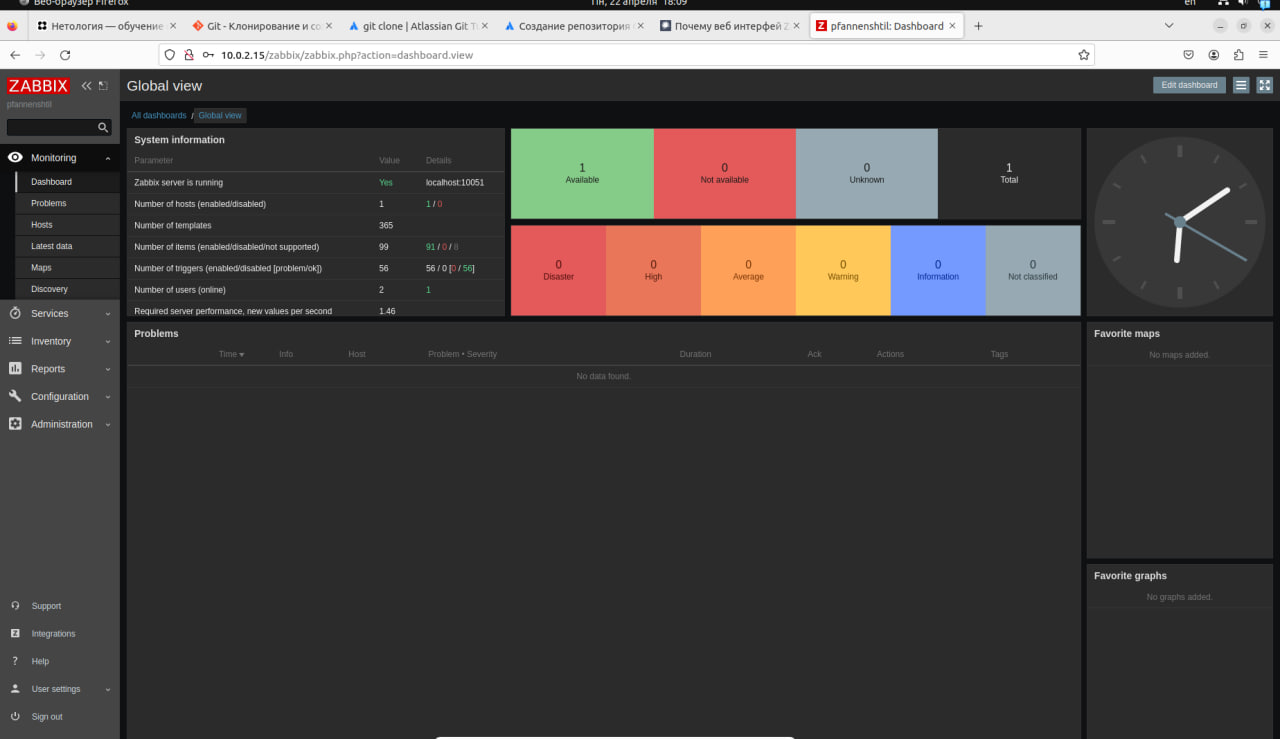 Веб-браузер Firefox
Пн, 22 апреля 18:09
en
Нетология — обучение
Git - Клонирование и со
git clone | Atlassian Git Tu
Создание репозитория
Почему веб интерфей Z
pfannenshtil: Dashboard
10.0.2.15/zabbix/zabbix.php?action=dashboard.view
ZABBIX
pfannenshtil
Global view
Edit dashboard
All dashboards / Global view
Monitoring
Dashboard
Problems
Hosts
Latest data
Maps
Discovery
Services
Inventory
Reports
Configuration
Administration
Support
Integrations
Help
User settings
Sign out
System information
Parameter Value Details
Zabbix server is running Yes localhost:10051
Number of hosts (enabled/disabled) 1 1 / 0
Number of templates 365
Number of items (enabled/disabled/not supported) 99 91 / 0 / 8
Number of triggers (enabled/disabled [problem/ok]) 56 56 / 0 [0 / 56]
Number of users (online) 2 1
Required server performance, new values per second 1.46
1
Available
0
Not available
0
Unknown
1
Total
0
Disaster
0
High
0
Average
0
Warning
0
Information
0
Not classified
Problems
Time Info Host Problem • Severity Duration Ack Actions Tags
No data found.
Favorite maps
No maps added.
Favorite graphs
No graphs added.